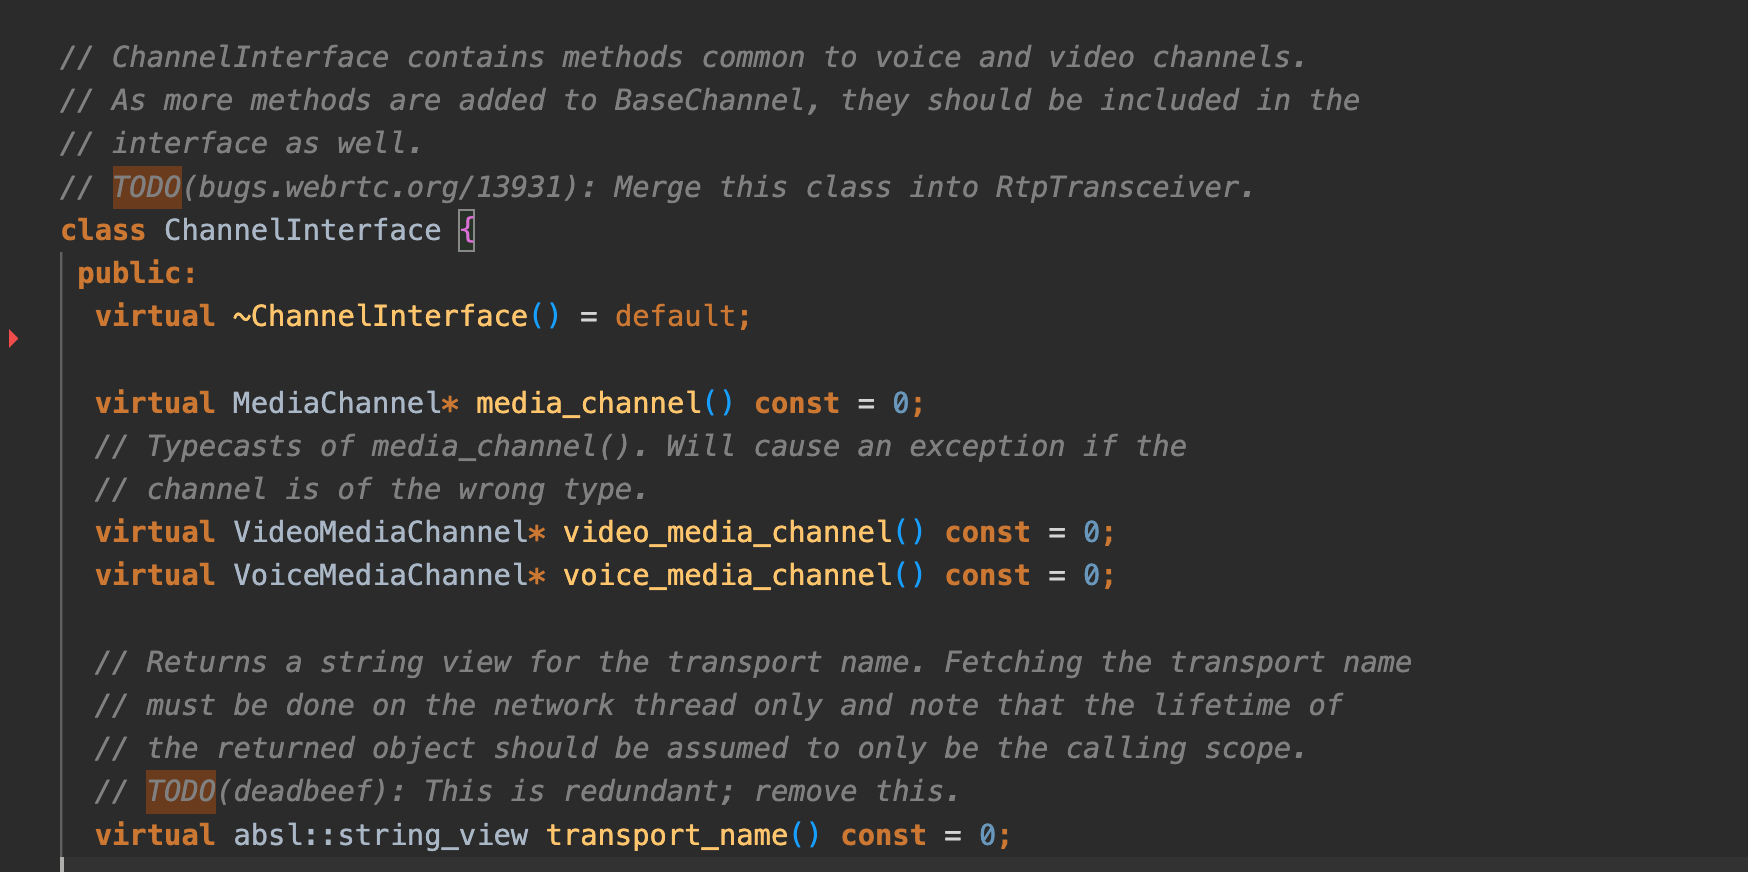 // ChannelInterface contains methods common to voice and video channels.
// As more methods are added to BaseChannel, they should be included in the
// interface as well.
// TODO(bugs.webrtc.org/13931): Merge this class into RtpTransceiver.
class ChannelInterface {
 public:
  virtual ~ChannelInterface() = default;

  virtual MediaChannel* media_channel() const = 0;
  // Typecasts of media_channel(). Will cause an exception if the
  // channel is of the wrong type.
  virtual VideoMediaChannel* video_media_channel() const = 0;
  virtual VoiceMediaChannel* voice_media_channel() const = 0;

  // Returns a string view for the transport name. Fetching the transport name
  // must be done on the network thread only and note that the lifetime of
  // the returned object should be assumed to only be the calling scope.
  // TODO(deadbeef): This is redundant; remove this.
  virtual absl::string_view transport_name() const = 0;